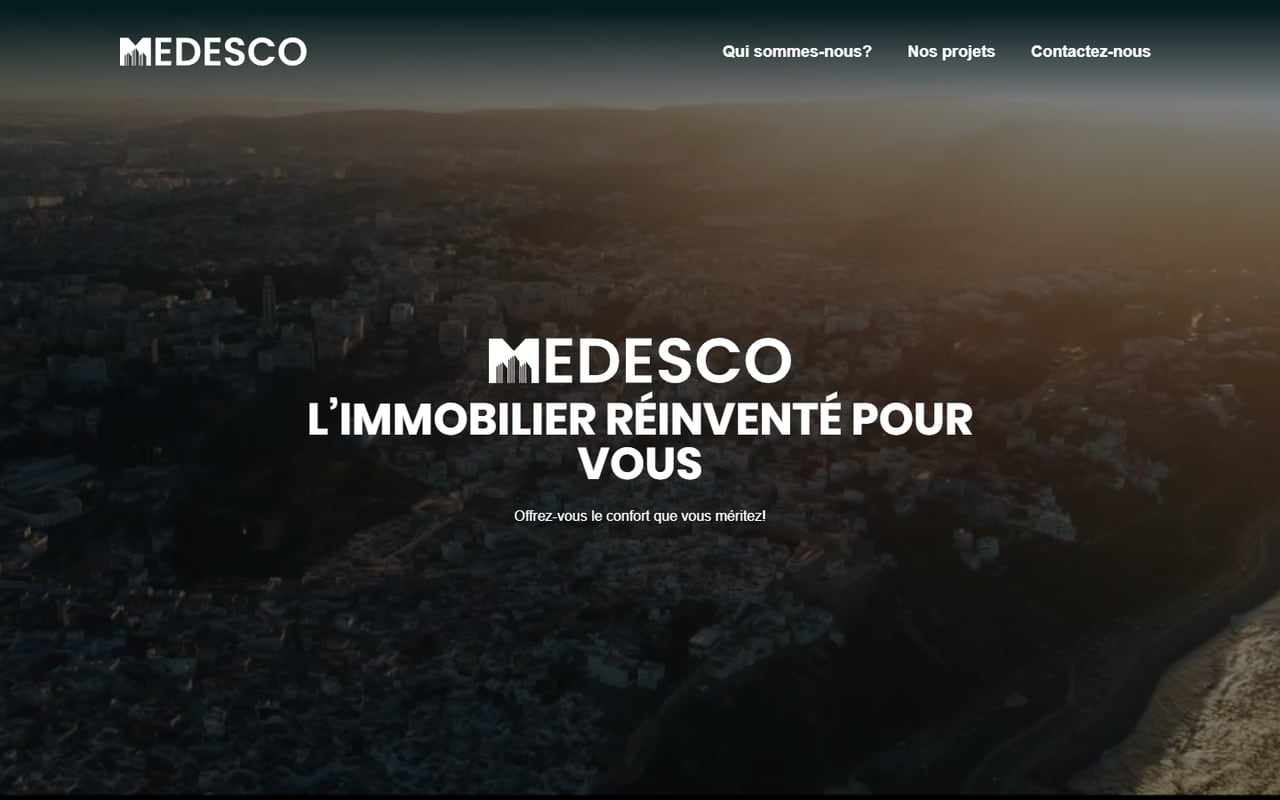 MEDESCO
Qui sommes-nous?
Nos projets
Contactez-nous
MEDESCO
L’IMMOBILIER RÉINVENTÉ POUR
VOUS
Offrez-vous le confort que vous méritez!